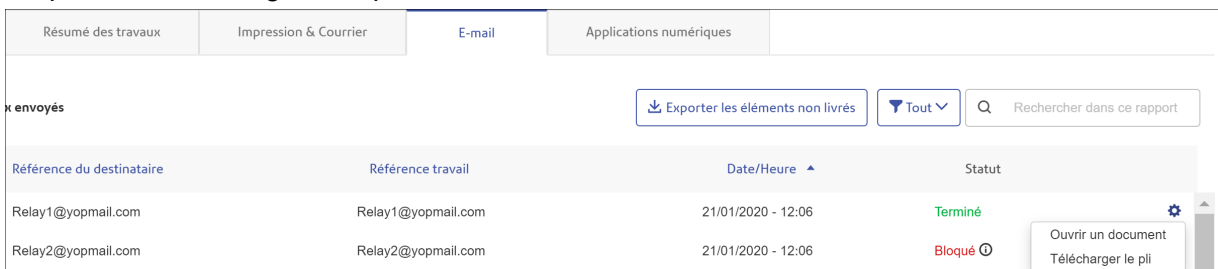 Résumé des travaux Impression & Courrier E-mail Applications numériques
x envoyés Exporter les éléments non livrés Tout Rechercher dans ce rapport
Référence du destinataire Référence travail Date/Heure Statut
Relay1@yopmail.com Relay1@yopmail.com 21/01/2020 - 12:06 Terminé
Ouvrir un document
Relay2@yopmail.com Relay2@yopmail.com 21/01/2020 - 12:06 Bloqué
Télécharger le pli